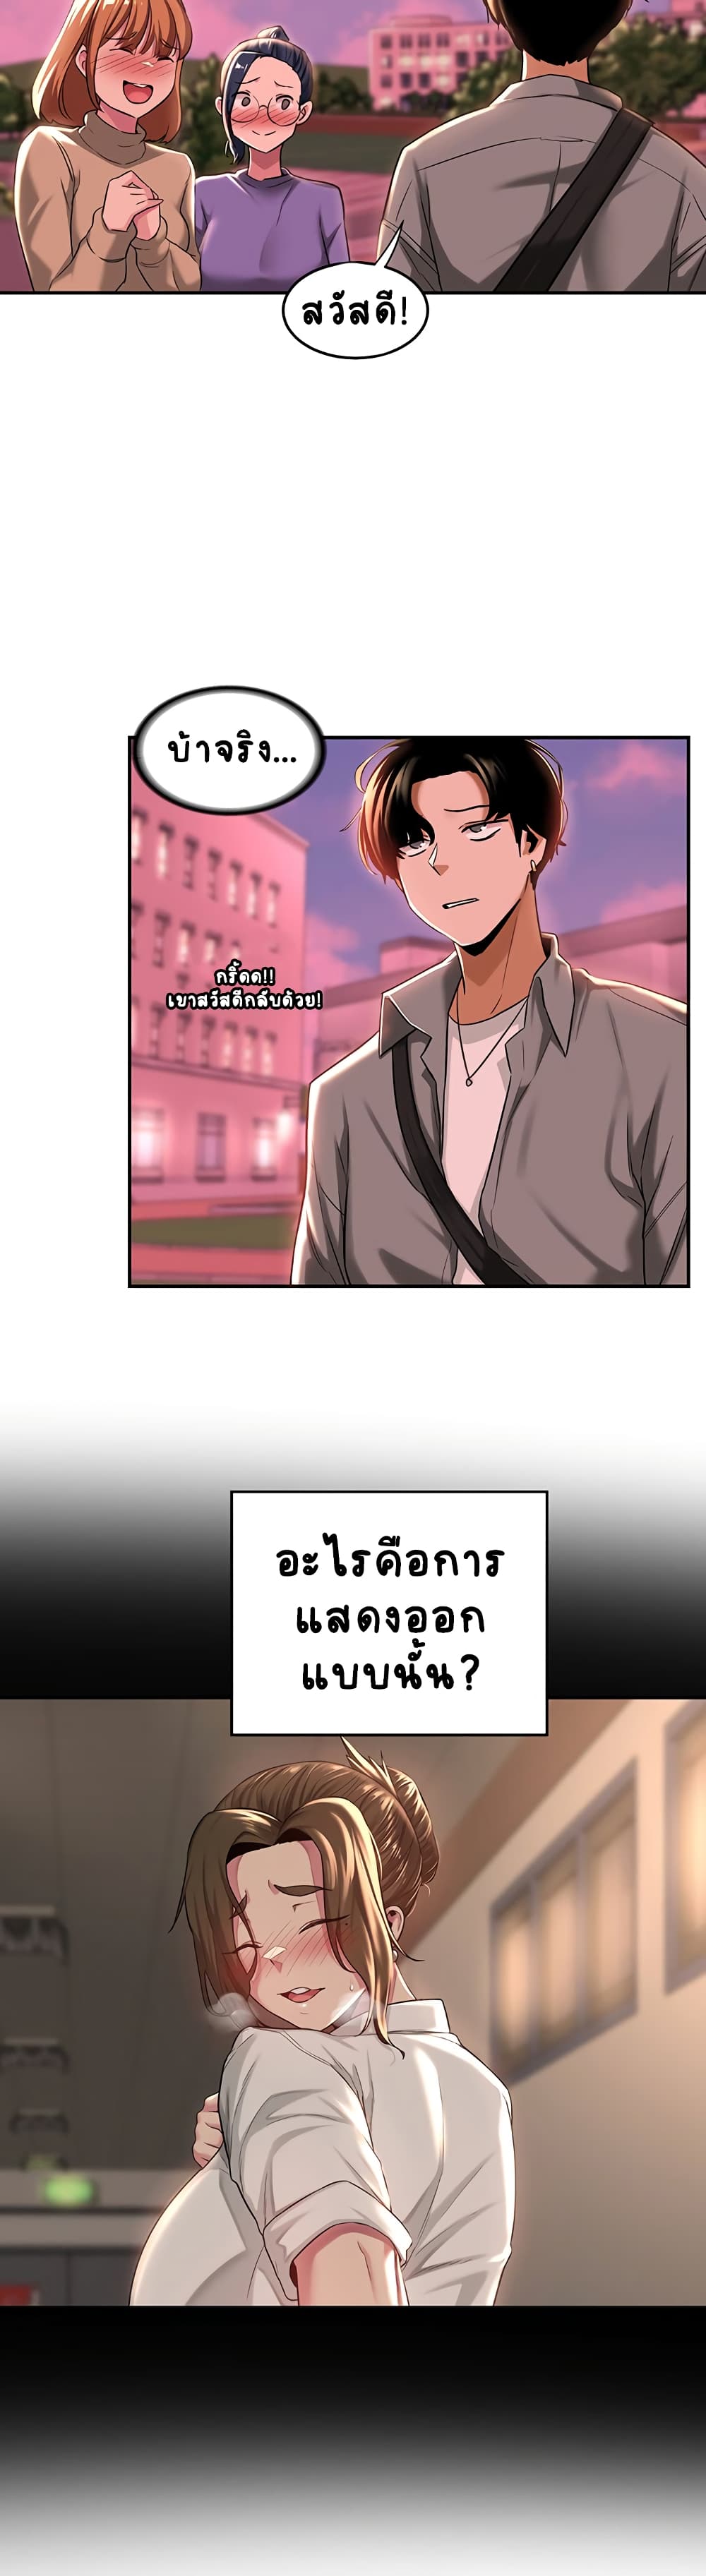 สวัสดี!
บ้าจริง...
กรี้ดด!!
เขาสวัสดีกลับด้วย!
อะไรคือการ
แสดงออก
แบบนั้น?